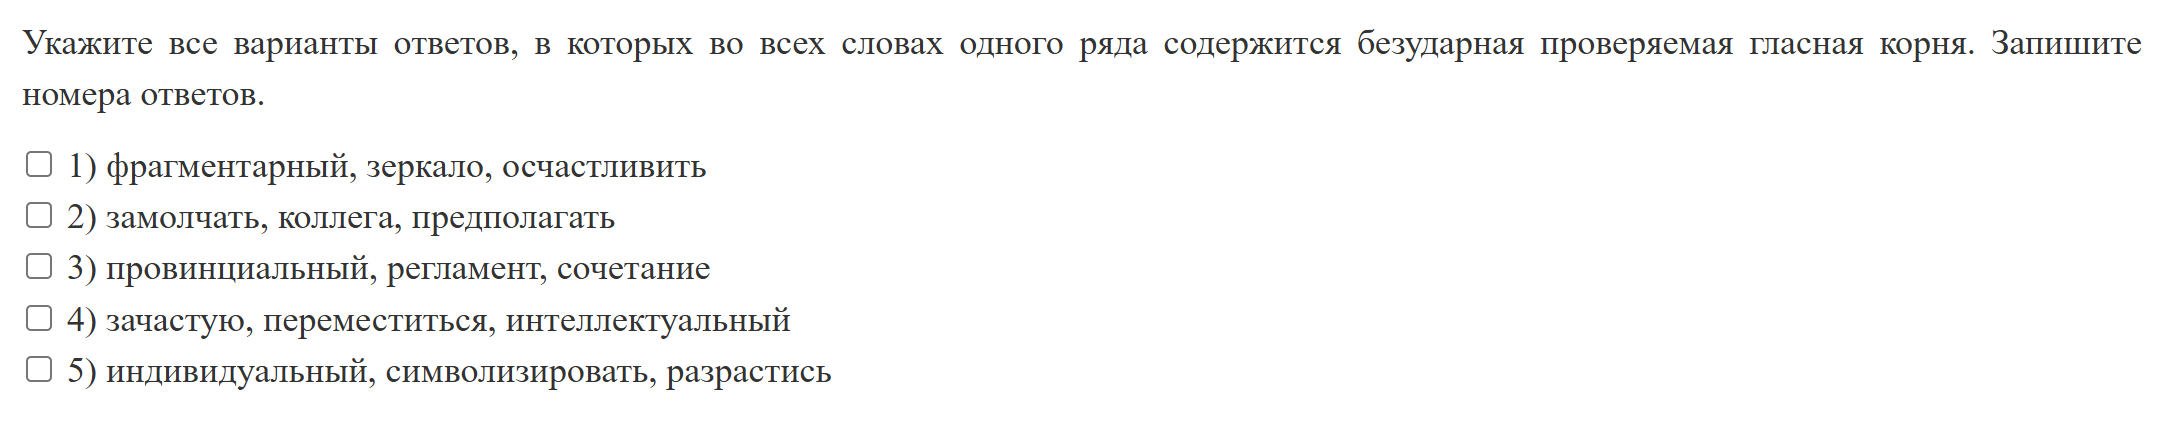 Укажите все варианты ответов, в которых во всех словах одного ряда содержится безударная проверяемая гласная корня. Запишите
номера ответов.
1) фрагментарный, зеркало, осчастливить
2) замолчать, коллега, предполагать
3) провинциальный, регламент, сочетание
4) зачастую, переместиться, интеллектуальный
5) индивидуальный, символизировать, разрастись